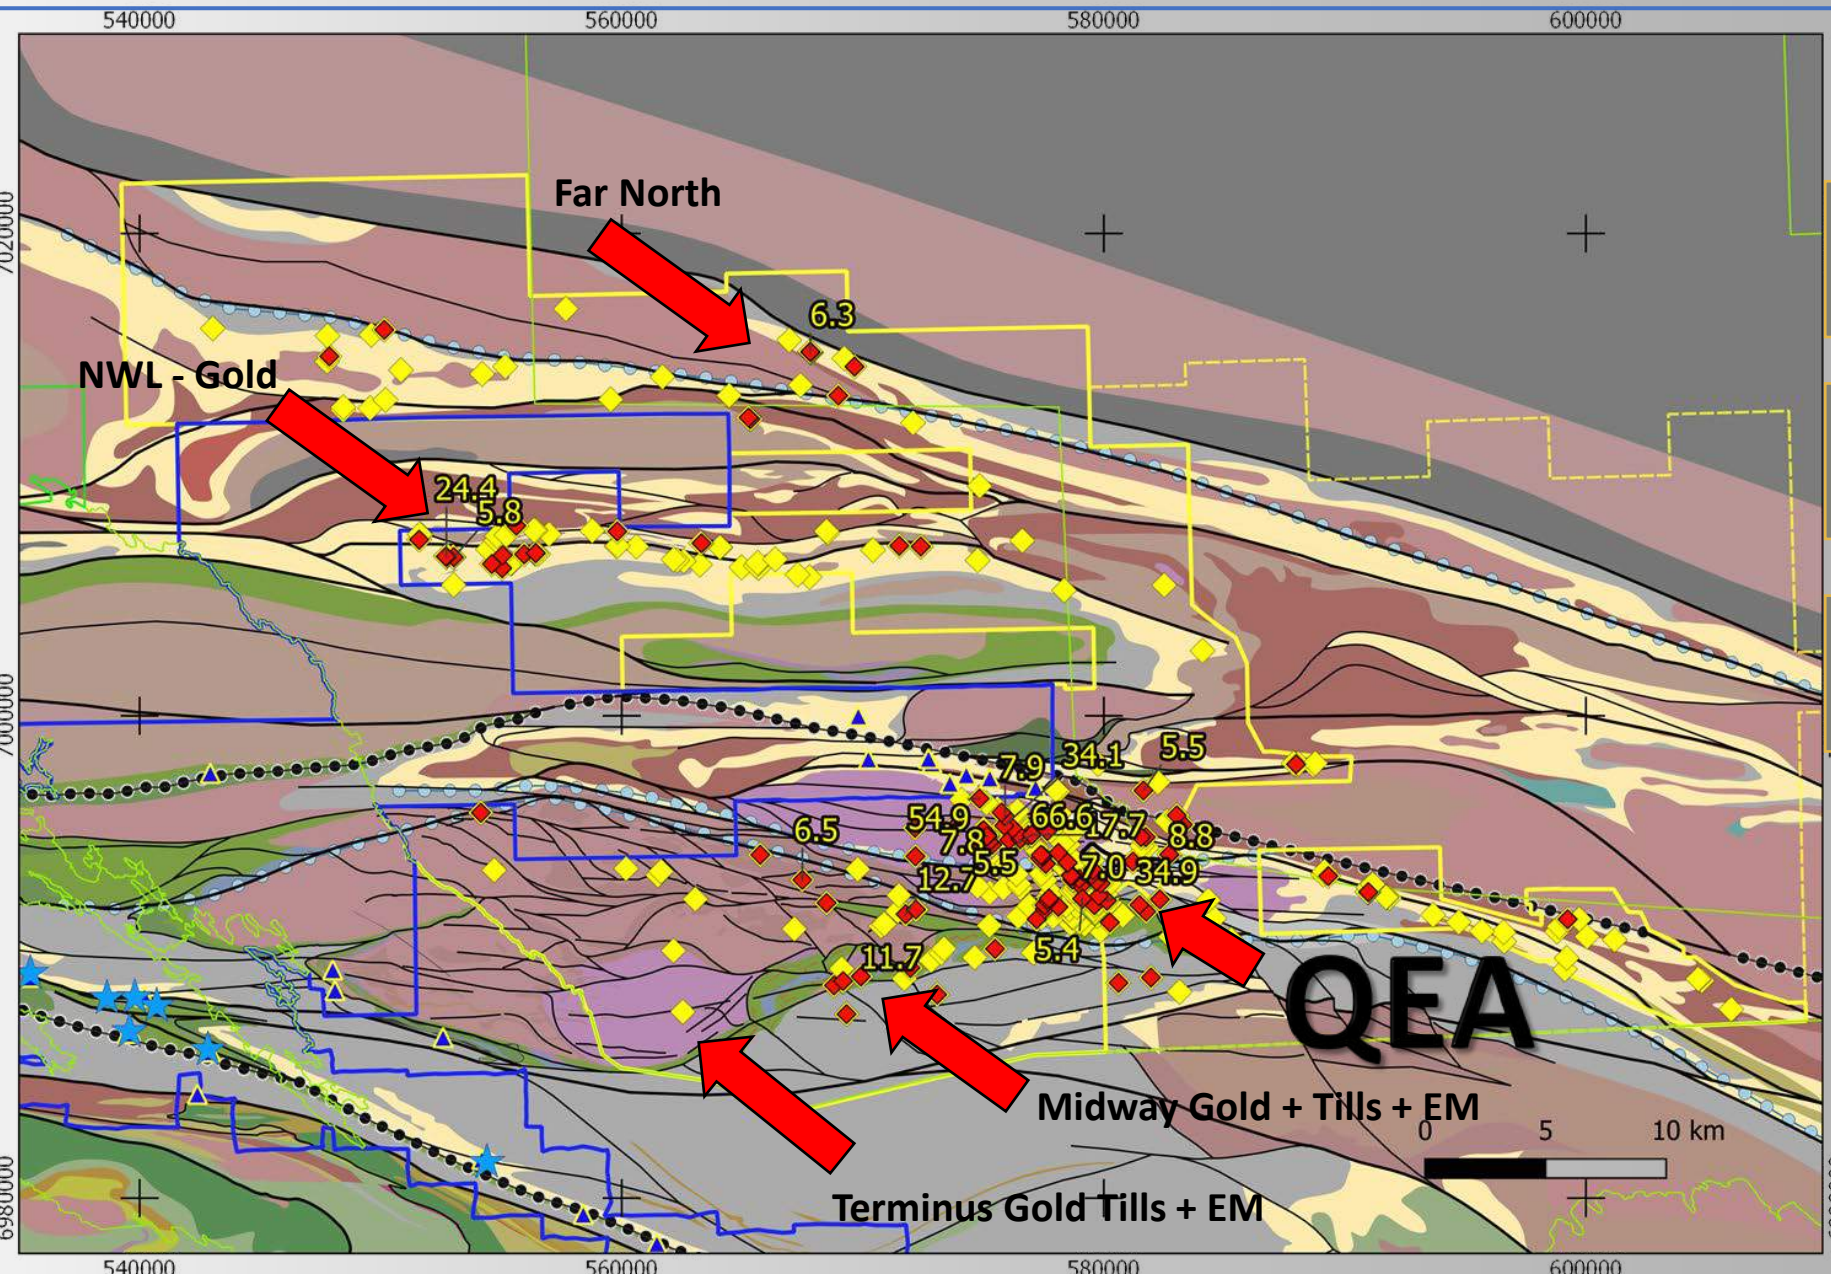 540000 560000 580000 600000
7020000
Far North
6.3
NWL - Gold
24.4
5.8
7000000
5.5
34.1
7.9
54.9 66.6 17.7
6.5
7.8 8.8
5.5 7.0 34.9
12.7
5.4
11.7
QEA
Midway Gold + Tills + EM
0 5 10 km
6980000
Terminus Gold Tills + EM
540000 560000 580000 600000